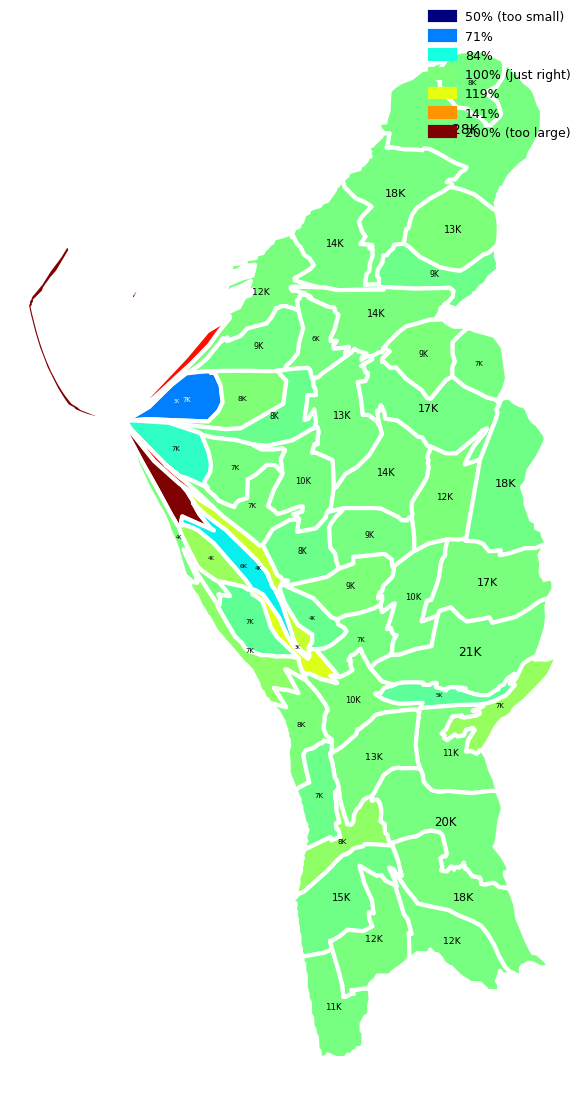 50% (too small)
71%
84%
100% (just right)
119%
141%
200% (too large)
8K
28K
18K
13K
14K
9K
12K
14K
6K
9K
9K
7K
3K 7K
8K
8K
13K
17K
7K
7K
10K
14K
12K
18K
7K
4K
4K
6K
4K
8K
9K
9K
10K
17K
7K
4K
7K
21K
7K
3K
10K
5K
7K
8K
13K
11K
7K
20K
8K
15K
18K
12K
12K
11K